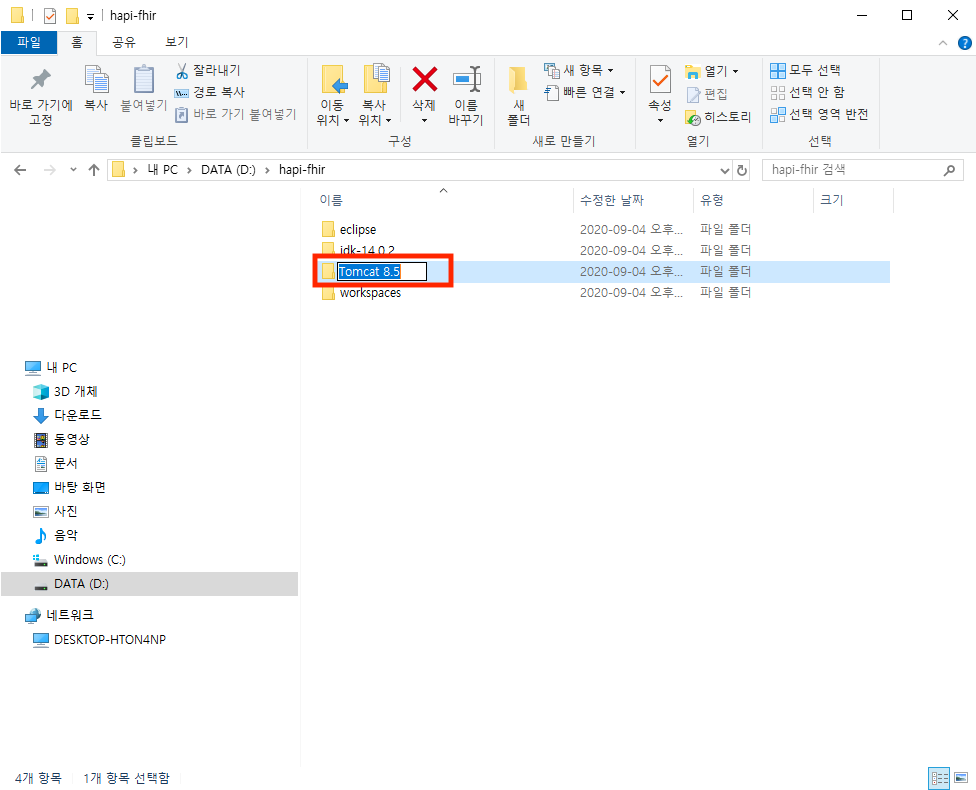 hapi-fhir
파일 홈 공유 보기
바로 가기에
고정
복사
붙여넣기
잘라내기
경로 복사
바로 가기 붙여넣기
클립보드
이동
위치
복사
위치
삭제
이름
바꾸기
구성
새
폴더
새 항목
빠른 연결
새로 만들기
속성
열기
편집
히스토리
열기
모두 선택
선택 안 함
선택 영역 반전
선택
내 PC > DATA (D:) > hapi-fhir
hapi-fhir 검색
이름 수정한 날짜 유형 크기
eclipse 2020-09-04 오후... 파일 폴더
jdk-14.0.2 2020-09-04 오후... 파일 폴더
Tomcat 8.5 2020-09-04 오후... 파일 폴더
workspaces 2020-09-04 오후... 파일 폴더
내 PC
3D 개체
다운로드
동영상
문서
바탕 화면
사진
음악
Windows (C:)
DATA (D:)
네트워크
DESKTOP-HTON4NP
4개 항목 1개 항목 선택함